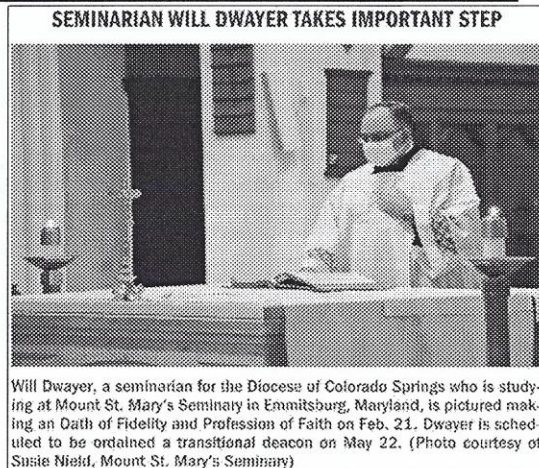 SEMINARIAN WILL DWAYER TAKES IMPORTANT STEP
Will Dwayer, a seminarian for the Diocese of Colorado Springs who is study-
ing at Mount St. Mary's Seminary in Emmitsburg, Maryland, is pictured mak-
ing an Oath of Fidelity and Profession of Faith on Feb. 21. Dwayer is sched-
uled to be ordained a transitional deacon on May 22. (Photo courtesy of
Susie Nield, Mount St. Mary's Seminary)